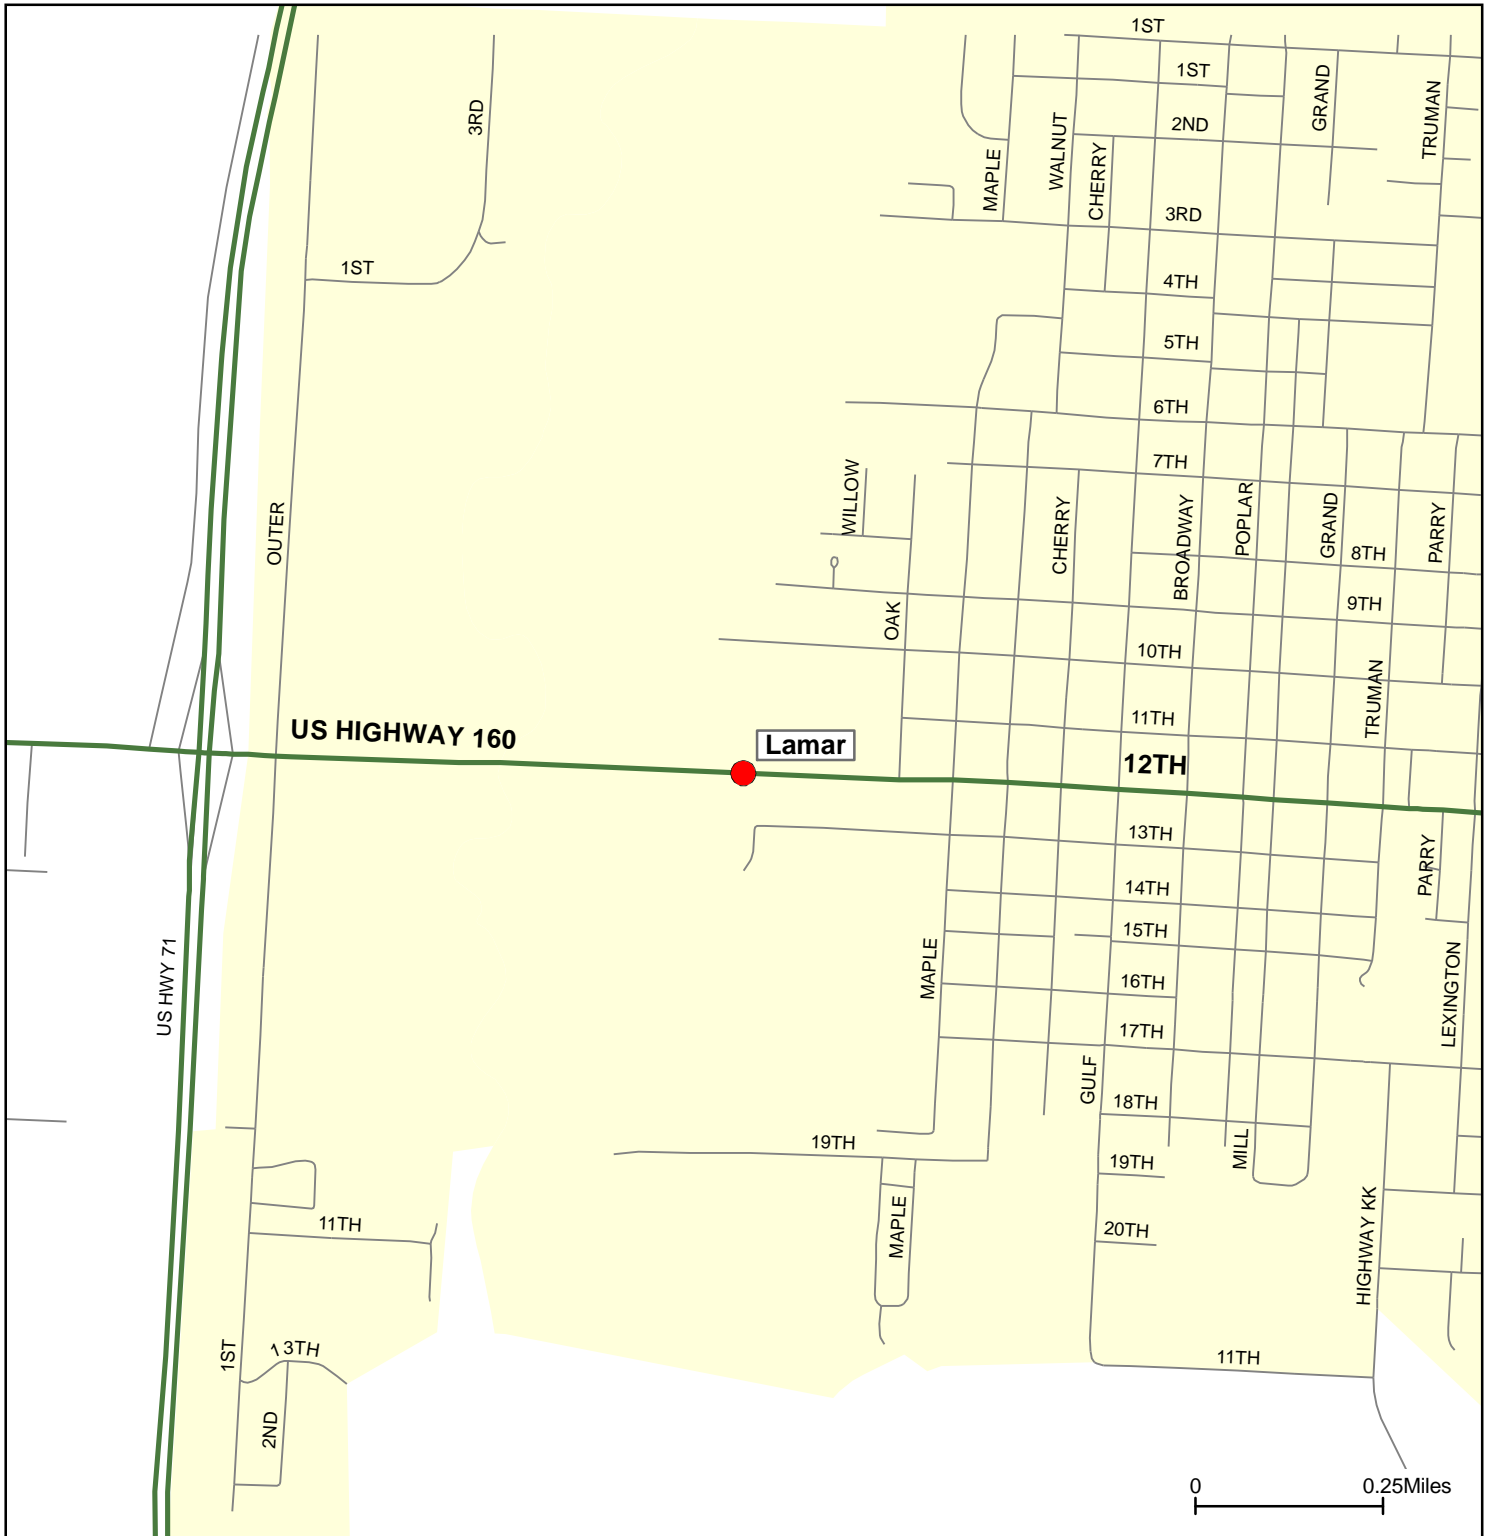 1ST
1ST
GRAND
TRUMAN
3RD
2ND
WALNUT
CHERRY
MAPLE
3RD
1ST
4TH
5TH
6TH
7TH
WILLOW
OUTER
CHERRY
BROADWAY
POPLAR
GRAND
PARRY
8TH
9TH
OAK
10TH
TRUMAN
11TH
US HIGHWAY 160
Lamar
12TH
13TH
PARRY
14TH
15TH
MAPLE
US HWY 71
LEXINGTON
16TH
17TH
GULF
18TH
19TH
MILL
19TH
11TH
MAPLE
20TH
HIGHWAY KK
1ST
13TH
11TH
2ND
0 0.25Miles